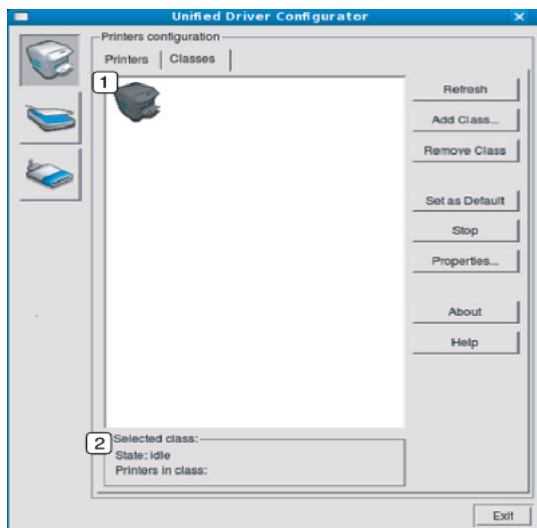 Unified Driver Configurator
Printers configuration
Printers
Classes
1
Refresh
Add Class...
Remove Class
Set as Default
Stop
Properties...
About
Help
2
Selected class:
State: idle
Printers in class:
Exit